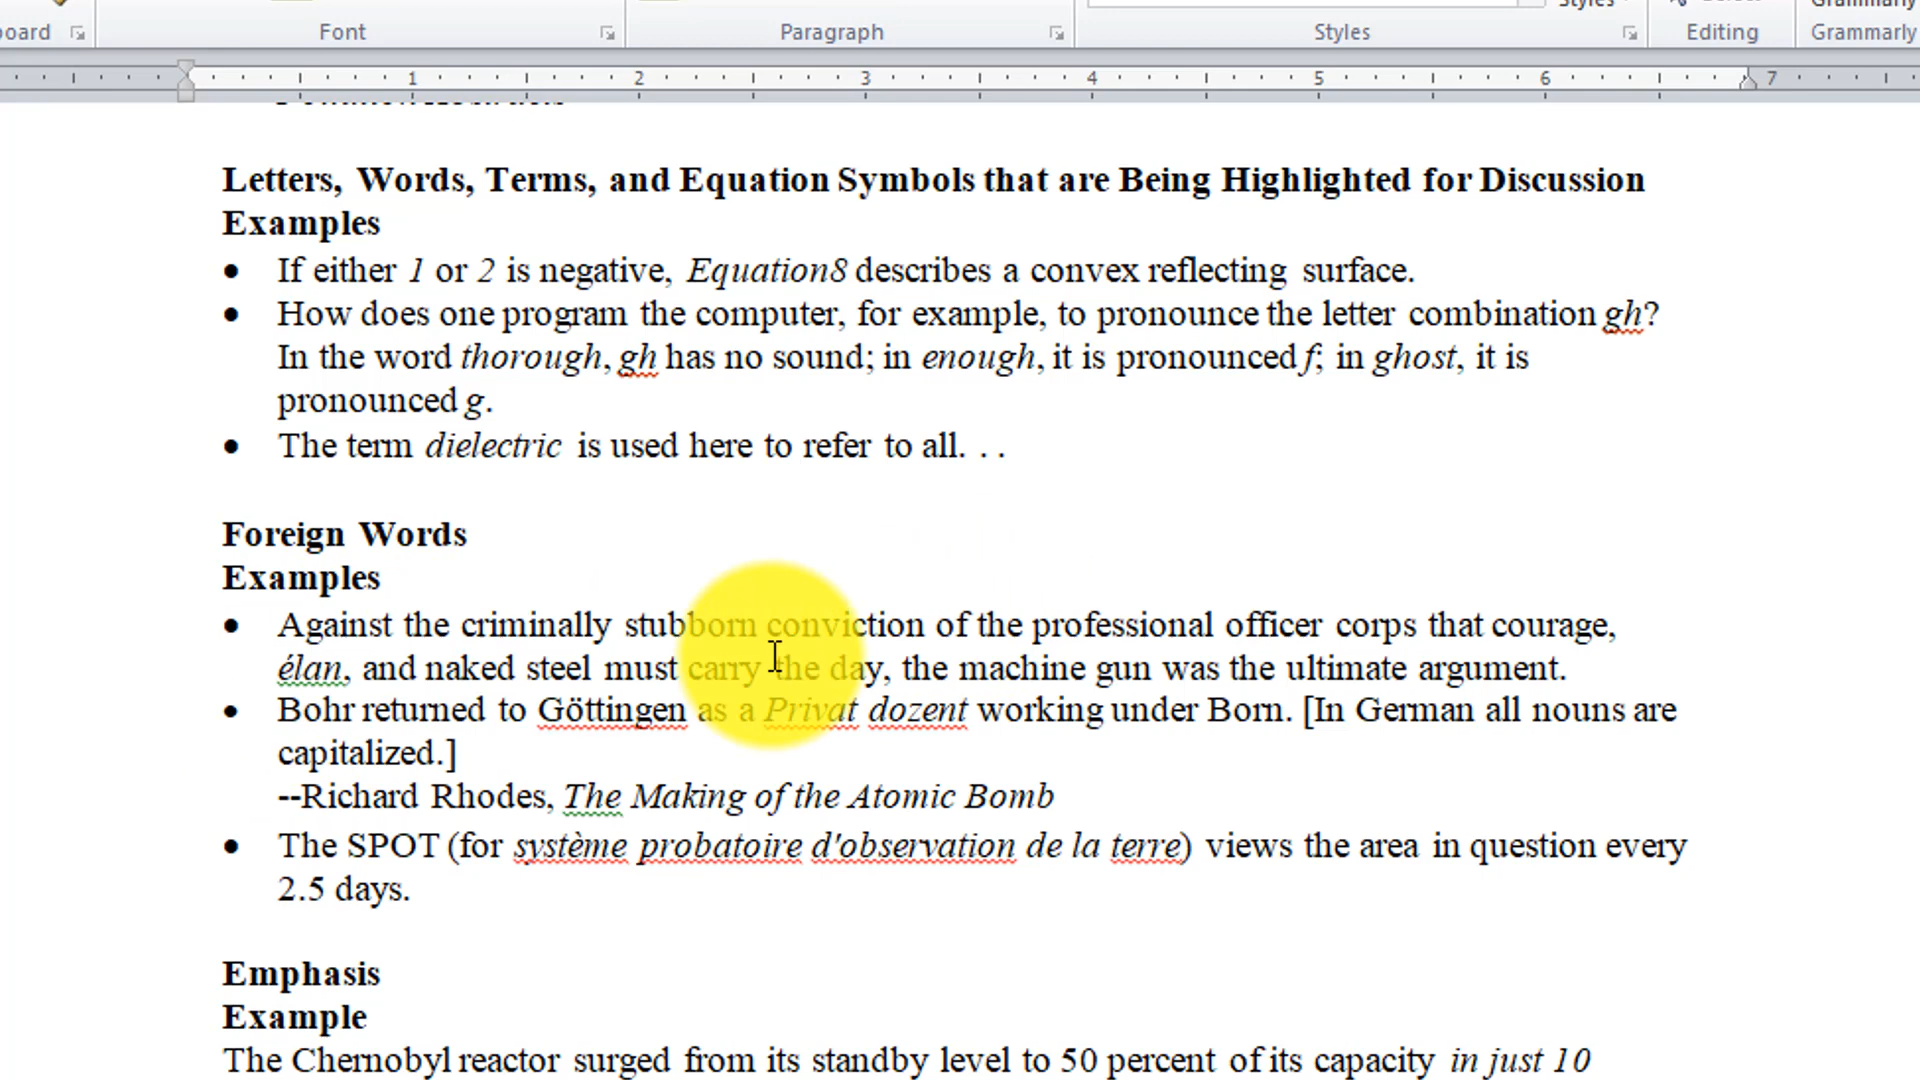 Font Paragraph Styles Editing Grammarly
1 2 3 4 5 6 7
Letters, Words, Terms, and Equation Symbols that are Being Highlighted for Discussion
Examples
• If either 1 or 2 is negative, Equation8 describes a convex reflecting surface.
• How does one program the computer, for example, to pronounce the letter combination gh?
In the word thorough, gh has no sound; in enough, it is pronounced f; in ghost, it is
pronounced g.
• The term dielectric is used here to refer to all. . .
Foreign Words
Examples
• Against the criminally stubborn conviction of the professional officer corps that courage,
élan, and naked steel must carry the day, the machine gun was the ultimate argument.
• Bohr returned to Göttingen as a Privat dozent working under Born. [In German all nouns are
capitalized.]
--Richard Rhodes, The Making of the Atomic Bomb
• The SPOT (for système probatoire d'observation de la terre) views the area in question every
2.5 days.
Emphasis
Example
The Chernobyl reactor surged from its standby level to 50 percent of its capacity in just 10